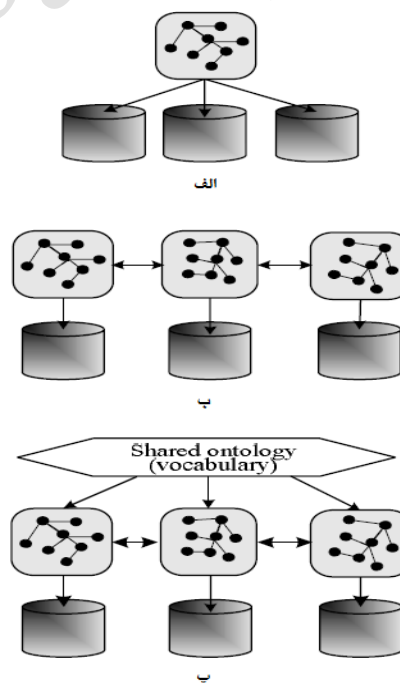 الف
ب
Shared ontology
(vocabulary)
پ